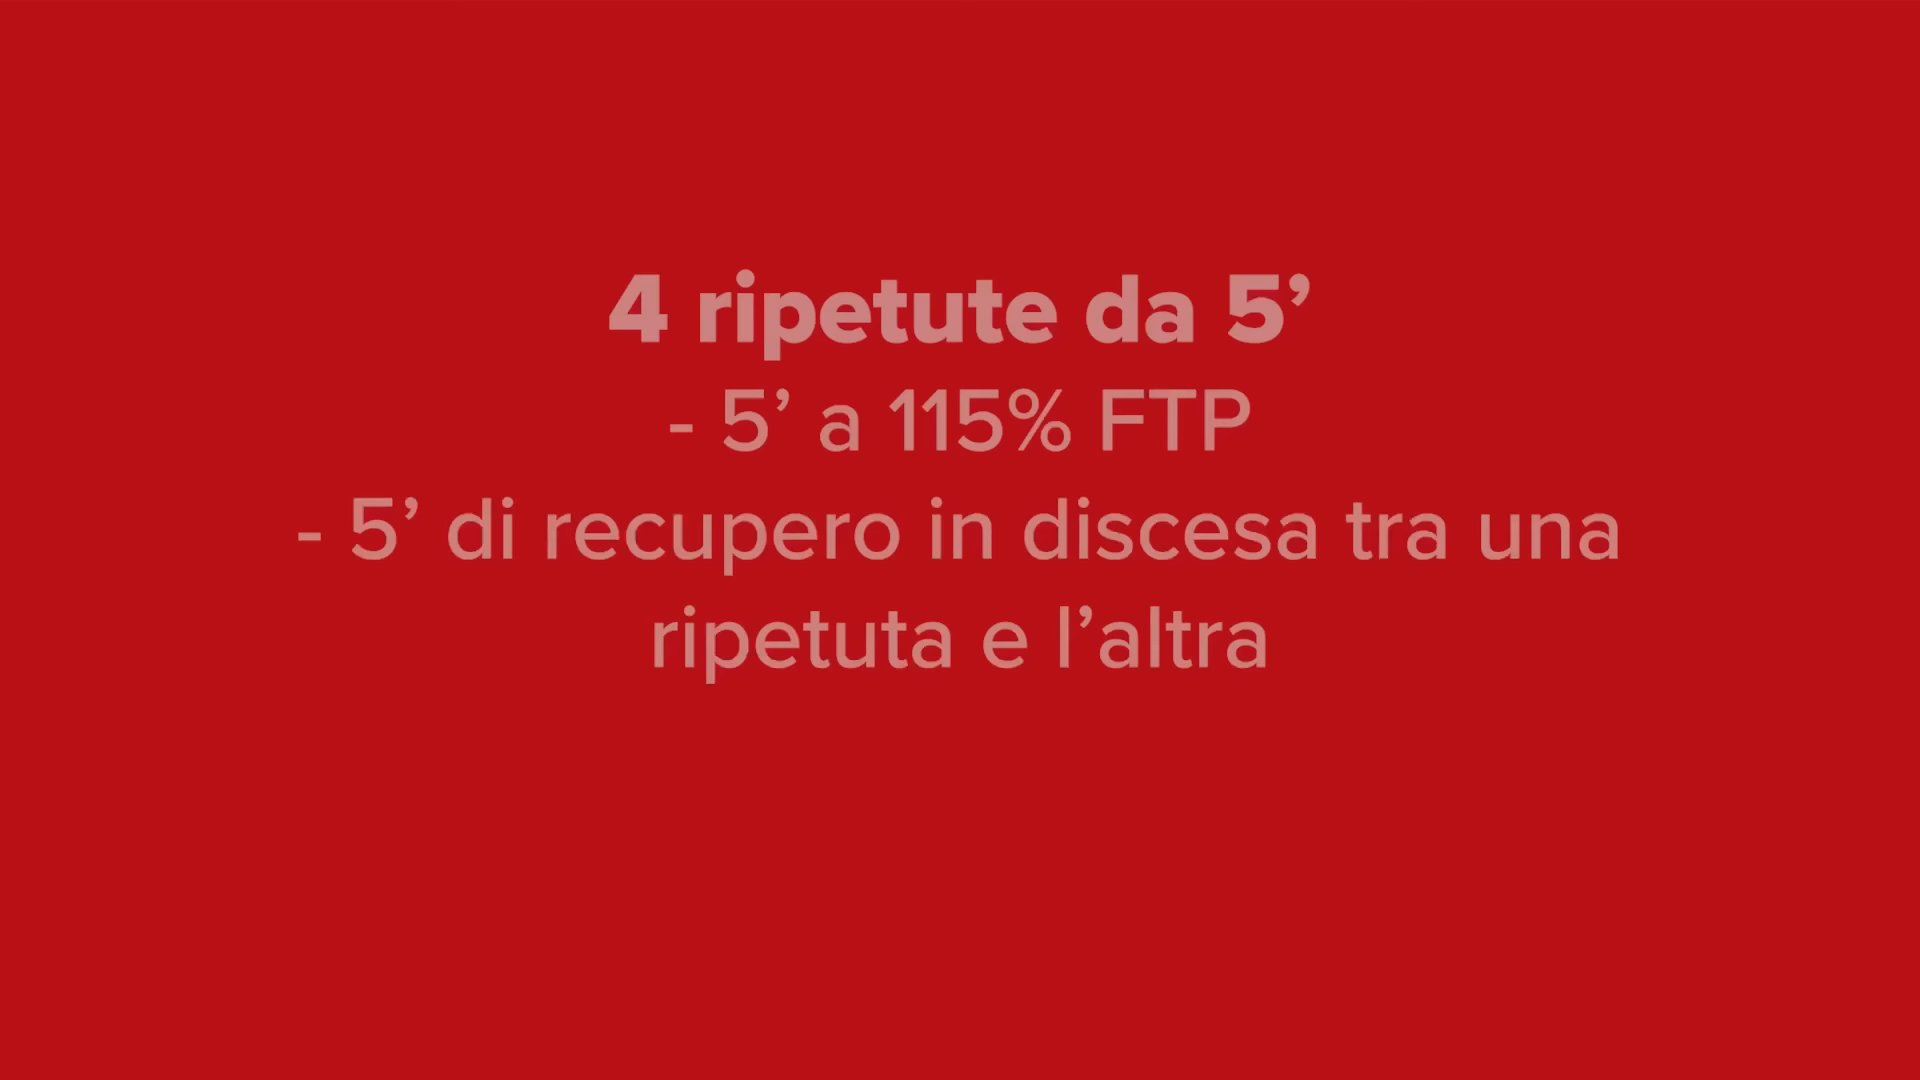 4 ripetute da 5’
- 5’ a 115% FTP
- 5’ di recupero in discesa tra una
ripetuta e l’altra